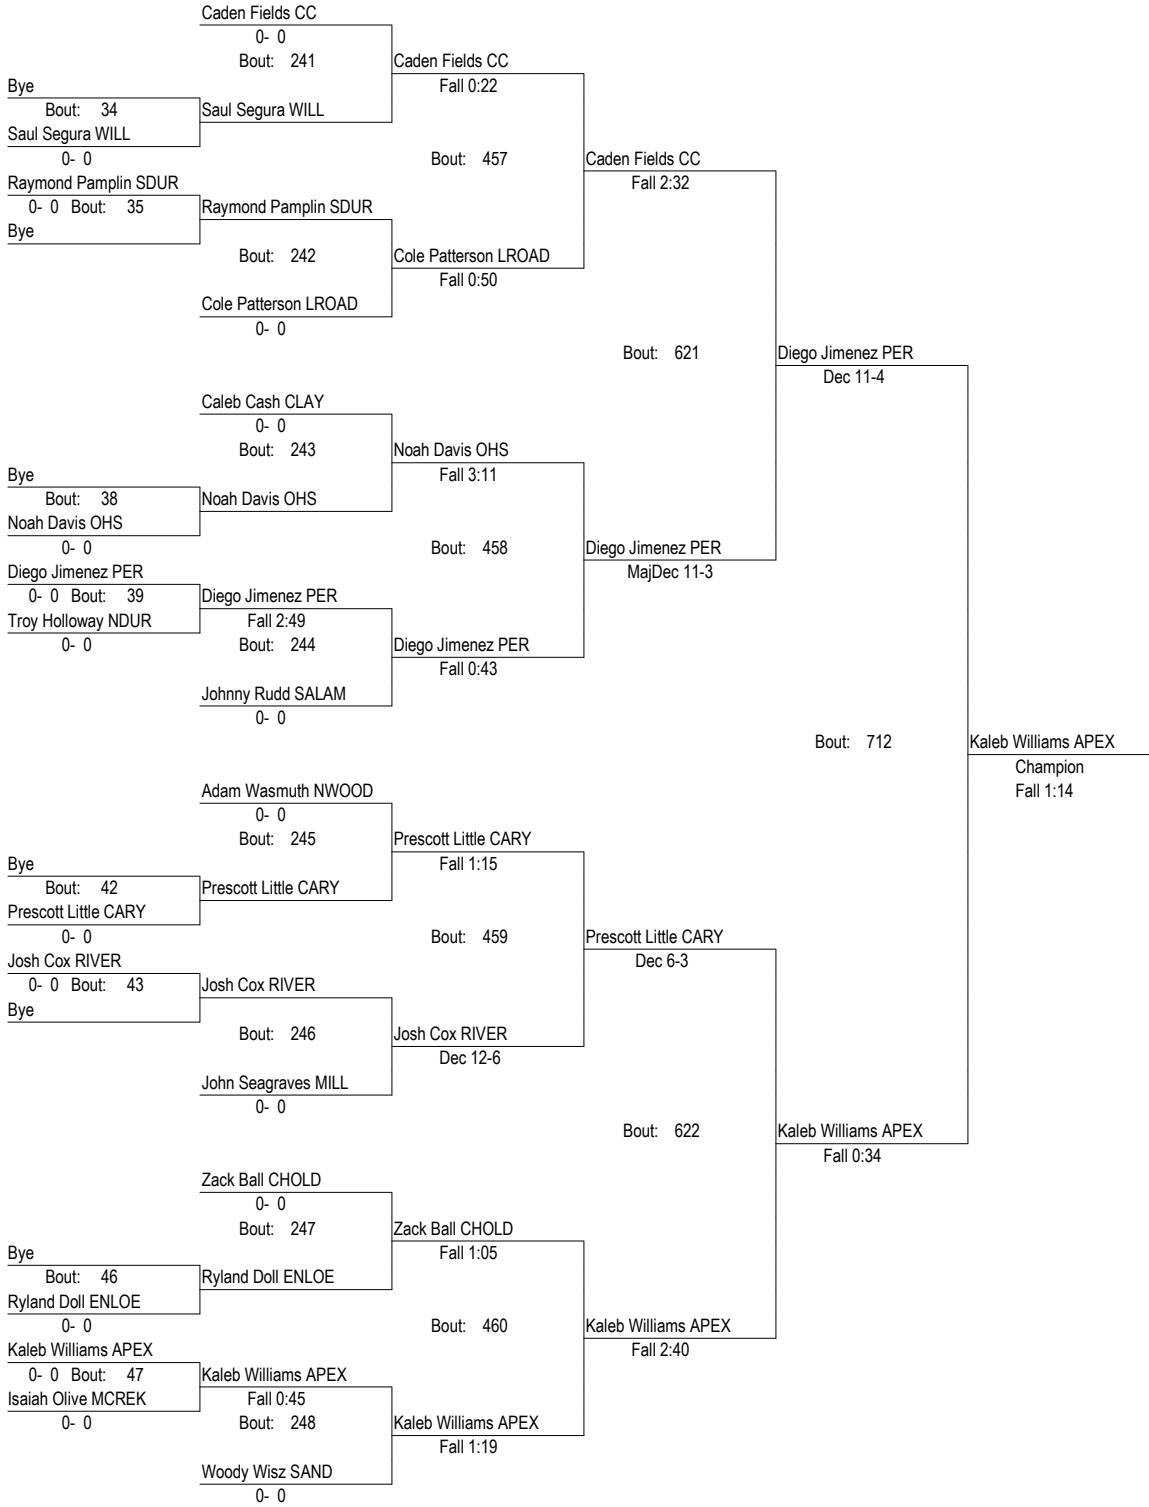 Caden Fields CC
0- 0
Bout: 241
Caden Fields CC
Bye
Fall 0:22
Bout: 34
Saul Segura WILL
Saul Segura WILL
0- 0
Bout: 457
Caden Fields CC
Raymond Pamplin SDUR
Fall 2:32
0- 0 Bout: 35
Raymond Pamplin SDUR
Bye
Bout: 242
Cole Patterson LROAD
Fall 0:50
Cole Patterson LROAD
0- 0
Bout: 621
Diego Jimenez PER
Dec 11-4
Caleb Cash CLAY
0- 0
Bout: 243
Noah Davis OHS
Bye
Fall 3:11
Bout: 38
Noah Davis OHS
Noah Davis OHS
0- 0
Bout: 458
Diego Jimenez PER
Diego Jimenez PER
MajDec 11-3
0- 0 Bout: 39
Diego Jimenez PER
Troy Holloway NDUR
Fall 2:49
0- 0
Bout: 244
Diego Jimenez PER
Fall 0:43
Johnny Rudd SALAM
0- 0
Bout: 712
Kaleb Williams APEX
Champion
Fall 1:14
Adam Wasmuth NWOOD
0- 0
Bout: 245
Prescott Little CARY
Bye
Fall 1:15
Bout: 42
Prescott Little CARY
Prescott Little CARY
0- 0
Bout: 459
Prescott Little CARY
Josh Cox RIVER
Dec 6-3
0- 0 Bout: 43
Josh Cox RIVER
Bye
Bout: 246
Josh Cox RIVER
Dec 12-6
John Seagraves MILL
0- 0
Bout: 622
Kaleb Williams APEX
Fall 0:34
Zack Ball CHOLD
0- 0
Bout: 247
Zack Ball CHOLD
Bye
Fall 1:05
Bout: 46
Ryland Doll ENLOE
Ryland Doll ENLOE
0- 0
Bout: 460
Kaleb Williams APEX
Kaleb Williams APEX
Fall 2:40
0- 0 Bout: 47
Kaleb Williams APEX
Isaiah Olive MCREK
Fall 0:45
0- 0
Bout: 248
Kaleb Williams APEX
Fall 1:19
Woody Wisz SAND
0- 0